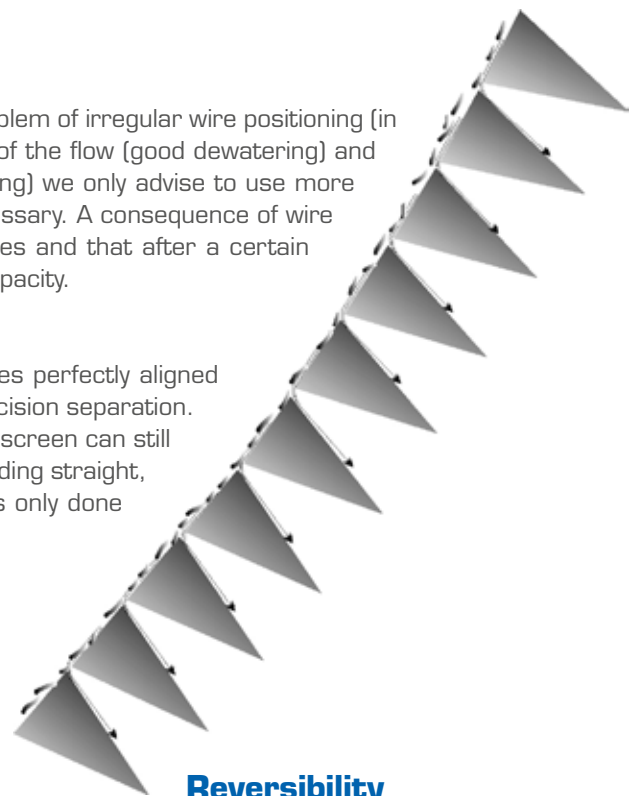 blem of irregular wire positioning (in
of the flow (good dewatering) and
ing) we only advise to use more
ssary. A consequence of wire
es and that after a certain
pacity.
es perfectly aligned
cision separation.
screen can still
ding straight,
s only done
Reversibility